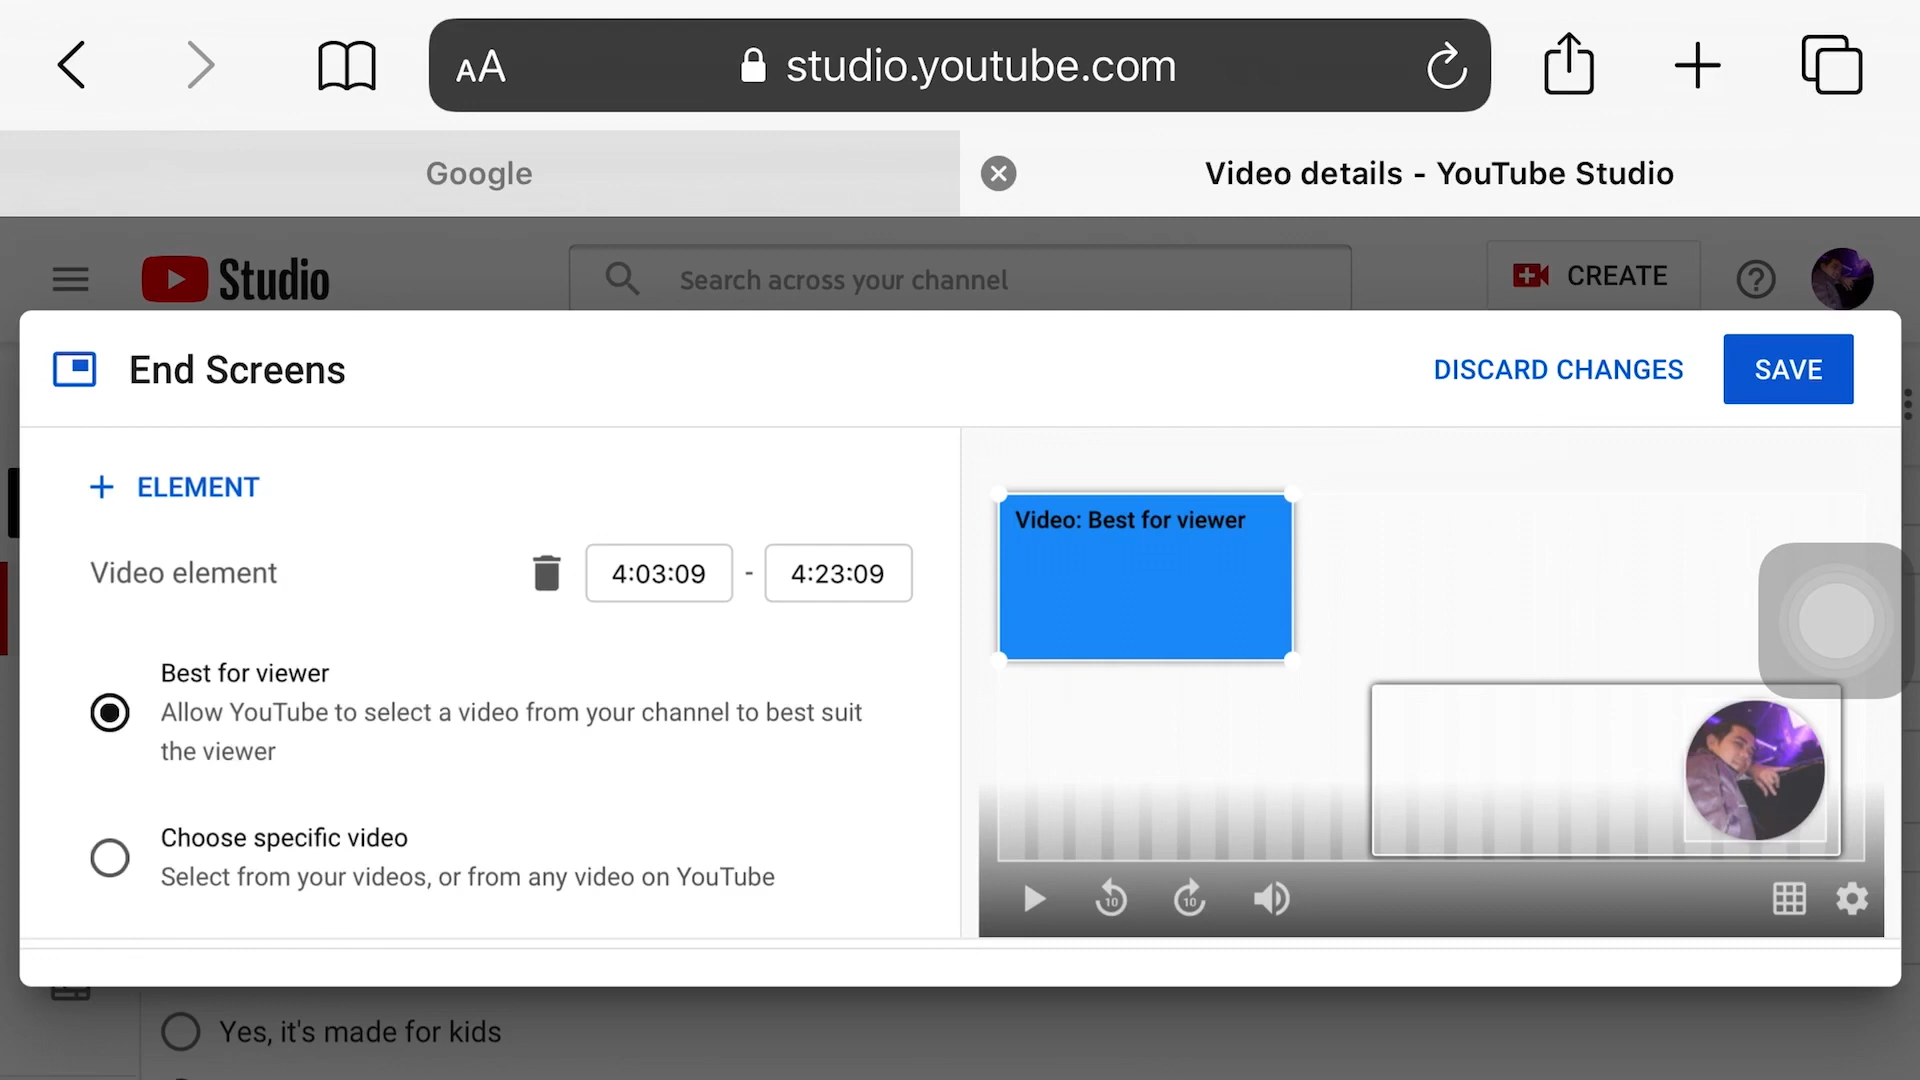 AA
studio.youtube.com
Google
Video details - YouTube Studio
Studio
Search across your channel
CREATE
End Screens
DISCARD CHANGES
SAVE
+ ELEMENT
Video element
4:03:09 - 4:23:09
Best for viewer
Allow YouTube to select a video from your channel to best suit
the viewer
Choose specific video
Select from your videos, or from any video on YouTube
Video: Best for viewer
10
10
Yes, it's made for kids